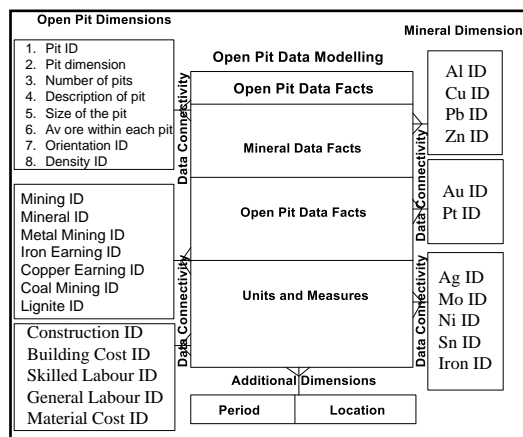 Open Pit Dimensions
1. Pit ID
2. Pit dimension
3. Number of pits
4. Description of pit
5. Size of the pit
6. Av ore within each pit
7. Orientation ID
8. Density ID
Mining ID
Mineral ID
Metal Mining ID
Iron Earning ID
Copper Earning ID
Coal Mining ID
Lignite ID
Construction ID
Building Cost ID
Skilled Labour ID
General Labour ID
Material Cost ID
Data Connectivity
Data Connectivity
Open Pit Data Modelling
Open Pit Data Facts
Mineral Data Facts
Open Pit Data Facts
Units and Measures
Additional Dimensions
Period
Location
Data Connectivity
Data Connectivity
Mineral Dimension
Al ID
Cu ID
Pb ID
Zn ID
Au ID
Pt ID
Ag ID
Mo ID
Ni ID
Sn ID
Iron ID